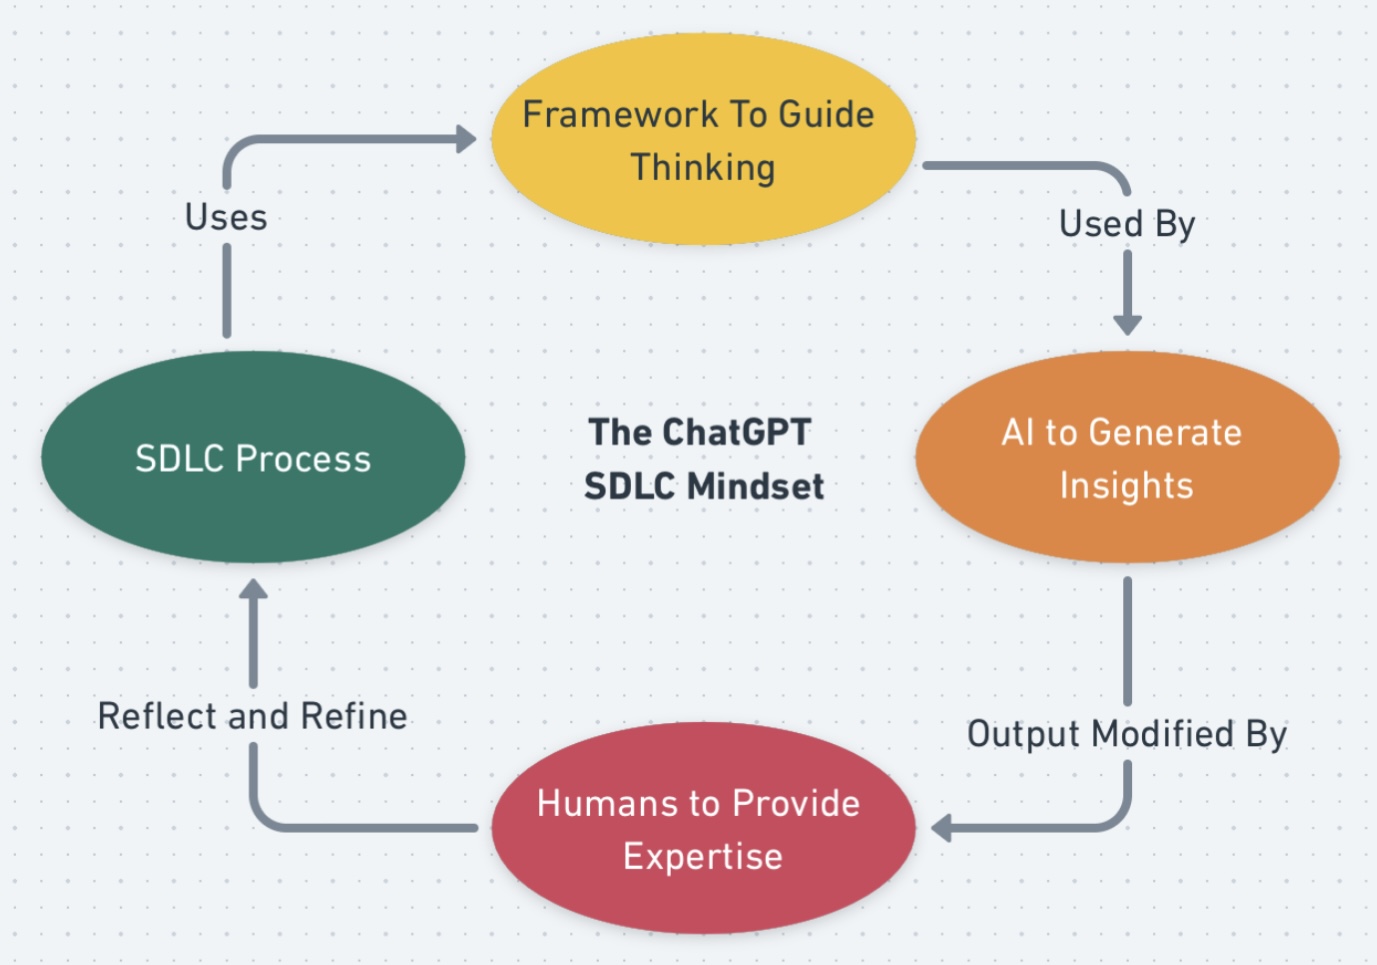 Framework To Guide
Thinking
Uses
Used By
SDLC Process
The ChatGPT
SDLC Mindset
AI to Generate
Insights
Reflect and Refine
Output Modified By
Humans to Provide
Expertise